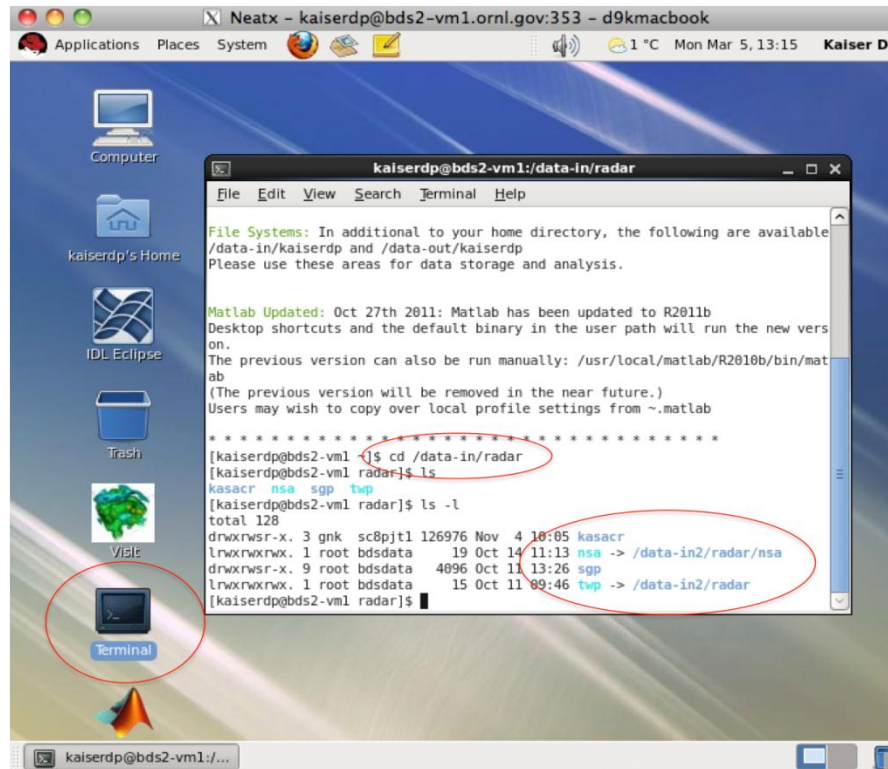 Neatx – kaiserdp@bds2-vm1.ornl.gov:353 – d9kmacbook
Applications Places System 1 °C Mon Mar 5, 13:15 Kaiser D
Computer
kaiserdp's Home
IDL Eclipse
Trash
VisIt
Terminal
kaiserdp@bds2-vm1:/data-in/radar
File Edit View Search Terminal Help
File Systems: In additional to your home directory, the following are available
/data-in/kaiserdp and /data-out/kaiserdp
Please use these areas for data storage and analysis.
Matlab Updated: Oct 27th 2011: Matlab has been updated to R2011b
Desktop shortcuts and the default binary in the user path will run the new vers
on.
The previous version can also be run manually: /usr/local/matlab/R2010b/bin/mat
ab
(The previous version will be removed in the near future.)
Users may wish to copy over local profile settings from ~.matlab
* * * * * * * * * * * * * * * * * * * * * * * * * * * * * * * * *
[kaiserdp@bds2-vm1 ~]$ cd /data-in/radar
[kaiserdp@bds2-vm1 radar]$ ls
kasacr nsa sgp twp
[kaiserdp@bds2-vm1 radar]$ ls -l
total 128
drwxrwsr-x. 3 gnk sc8pjt1 126976 Nov 4 10:05 kasacr
lrwxrwxrwx. 1 root bdsdata 19 Oct 14 11:13 nsa -> /data-in2/radar/nsa
drwxrwsr-x. 9 root bdsdata 4096 Oct 11 13:26 sgp
lrwxrwxrwx. 1 root bdsdata 15 Oct 11 09:46 twp -> /data-in2/radar
[kaiserdp@bds2-vm1 radar]$
kaiserdp@bds2-vm1:/...